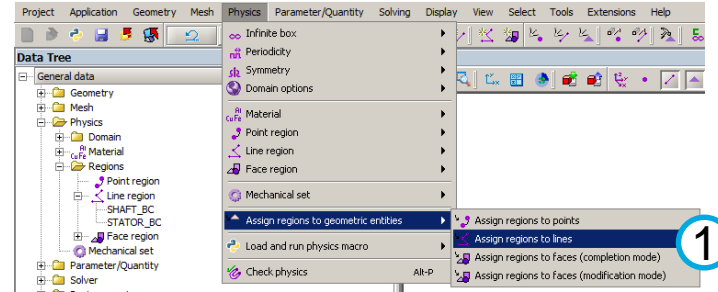 Project Application Geometry Mesh Physics Parameter/Quantity Solving Display View Select Tools Extensions Help
Data Tree
General data
Geometry
Mesh
Physics
Domain
Material
Regions
Point region
Line region
SHAFT_BC
STATOR_BC
Face region
Mechanical set
Parameter/Quantity
Solver
Infinite box
Periodicity
Symmetry
Domain options
Material
Point region
Line region
Face region
Mechanical set
Assign regions to geometric entities
Load and run physics macro
Check physics Alt-P
Assign regions to points
Assign regions to lines
Assign regions to faces (completion mode)
Assign regions to faces (modification mode)
1